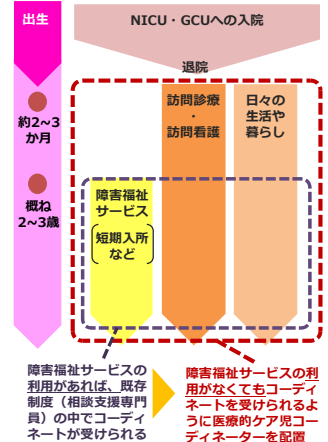 出生
NICU・GCUへの入院
退院
約2~3
か月
訪問診療
・
訪問看護
日々の
生活や
暮らし
概ね
2~3歳
障害福祉
サービス
短期入所
など
障害福祉サービスの
利用があれば、既存
制度（相談支援専門
員）の中でコーディ
ネートが受けられる
障害福祉サービスの利
用がなくてもコーディ
ネートを受けられるよ
うに医療的ケア児コー
ディネーターを配置